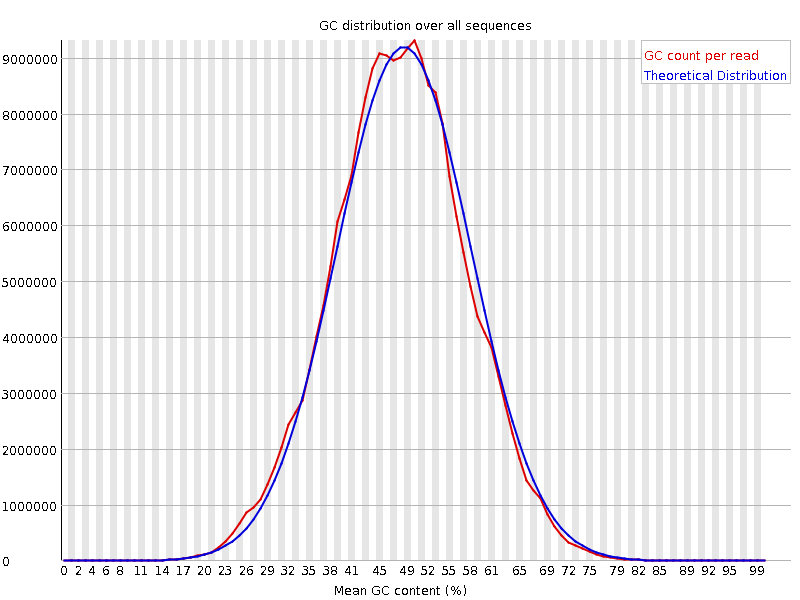 GC distribution over all sequences
GC count per read
Theoretical Distribution
9000000
8000000
7000000
6000000
5000000
4000000
3000000
2000000
1000000
0
0 2 4 6 8 11 14 17 20 23 26 29 32 35 38 41 45 49 52 55 58 61 65 69 72 75 79 82 85 89 92 95 99
Mean GC content (%)